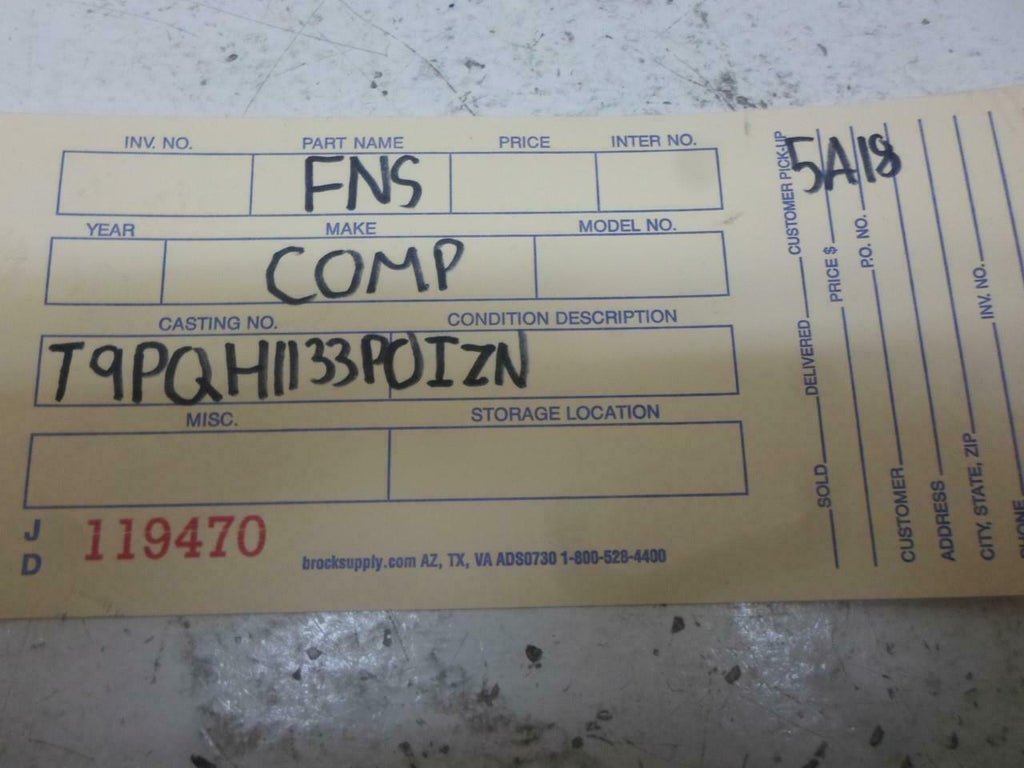 INV. NO. PART NAME PRICE INTER NO.
FNS
YEAR MAKE MODEL NO.
COMP
CASTING NO. CONDITION DESCRIPTION
T9PQH1133POIZN
MISC. STORAGE LOCATION
J D 119470
brocksupply.com AZ, TX, VA ADS0730 1-800-528-4400
5A18
SOLD DELIVERED CUSTOMER PICK-UP
PRICE $
CUSTOMER P.O. NO.
ADDRESS
CITY, STATE, ZIP INV. NO.